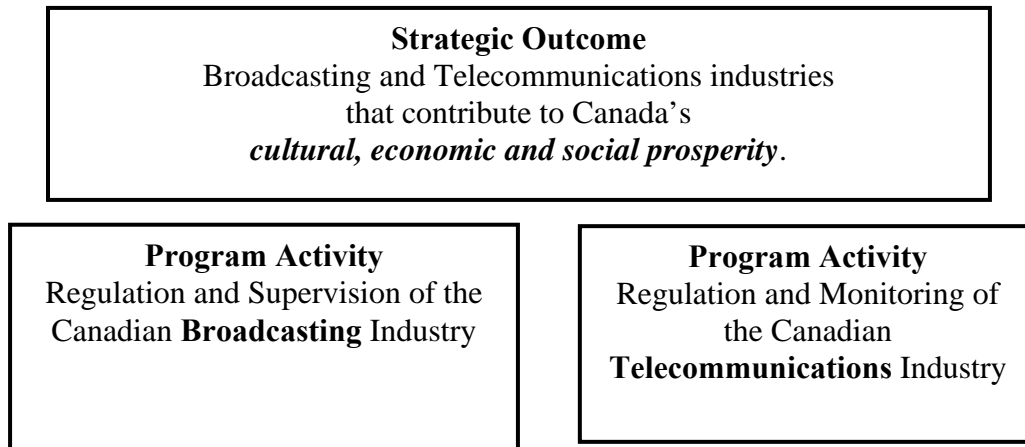 Strategic Outcome
Broadcasting and Telecommunications industries
that contribute to Canada’s
cultural, economic and social prosperity.
Program Activity
Regulation and Supervision of the
Canadian Broadcasting Industry
Program Activity
Regulation and Monitoring of
the Canadian
Telecommunications Industry